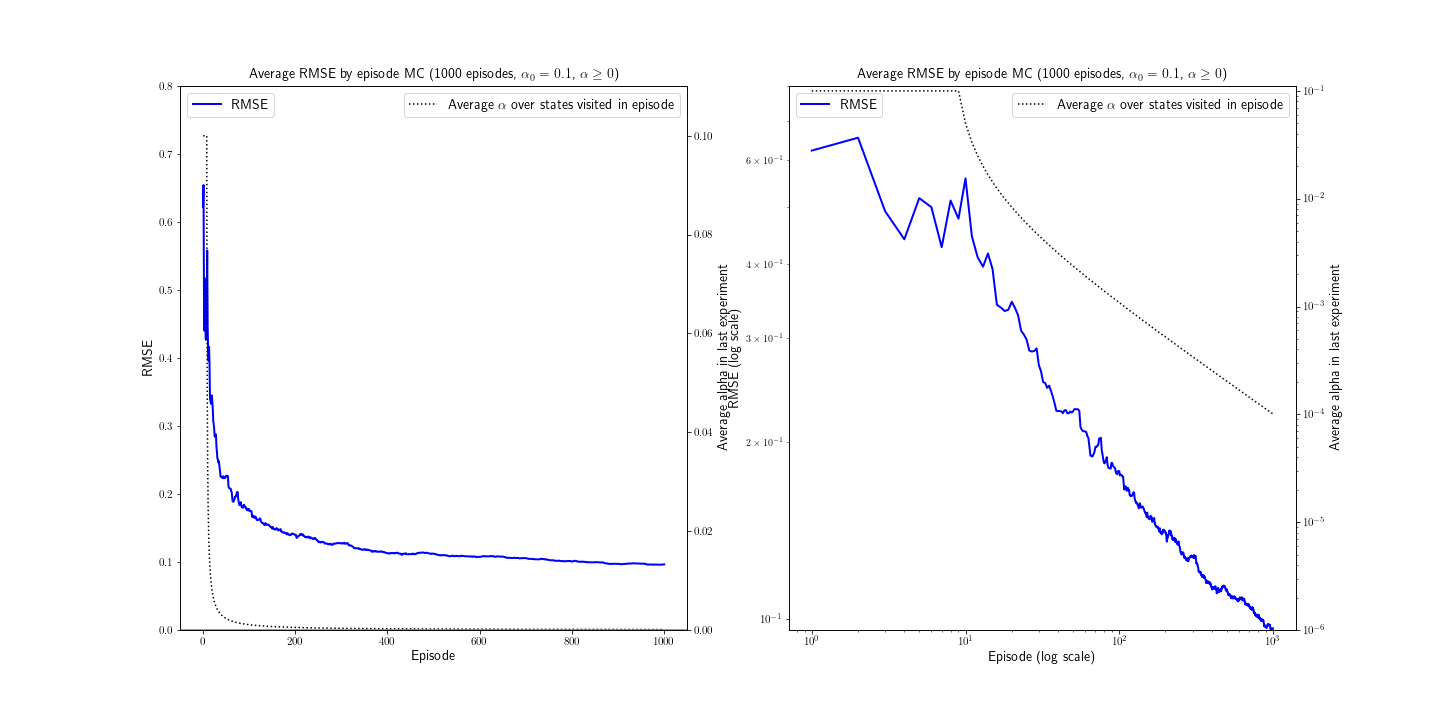 Average RMSE by episode MC (1000 episodes, α₀ = 0.1, α ≥ 0)
RMSE
Average α over states visited in episode
0.8
0.7
0.6
0.5
0.4
0.3
0.2
0.1
0.0
RMSE
0.10
0.08
0.06
0.04
0.02
0.00
Average alpha in last experiment
0
200
400
600
800
1000
Episode
Average RMSE by episode MC (1000 episodes, α₀ = 0.1, α ≥ 0)
RMSE
Average α over states visited in episode
6 × 10⁻¹
4 × 10⁻¹
3 × 10⁻¹
2 × 10⁻¹
10⁻¹
RMSE (log scale)
10⁻¹
10⁻²
10⁻³
10⁻⁴
10⁻⁵
10⁻⁶
Average alpha in last experiment
10⁰
10¹
10²
10³
Episode (log scale)